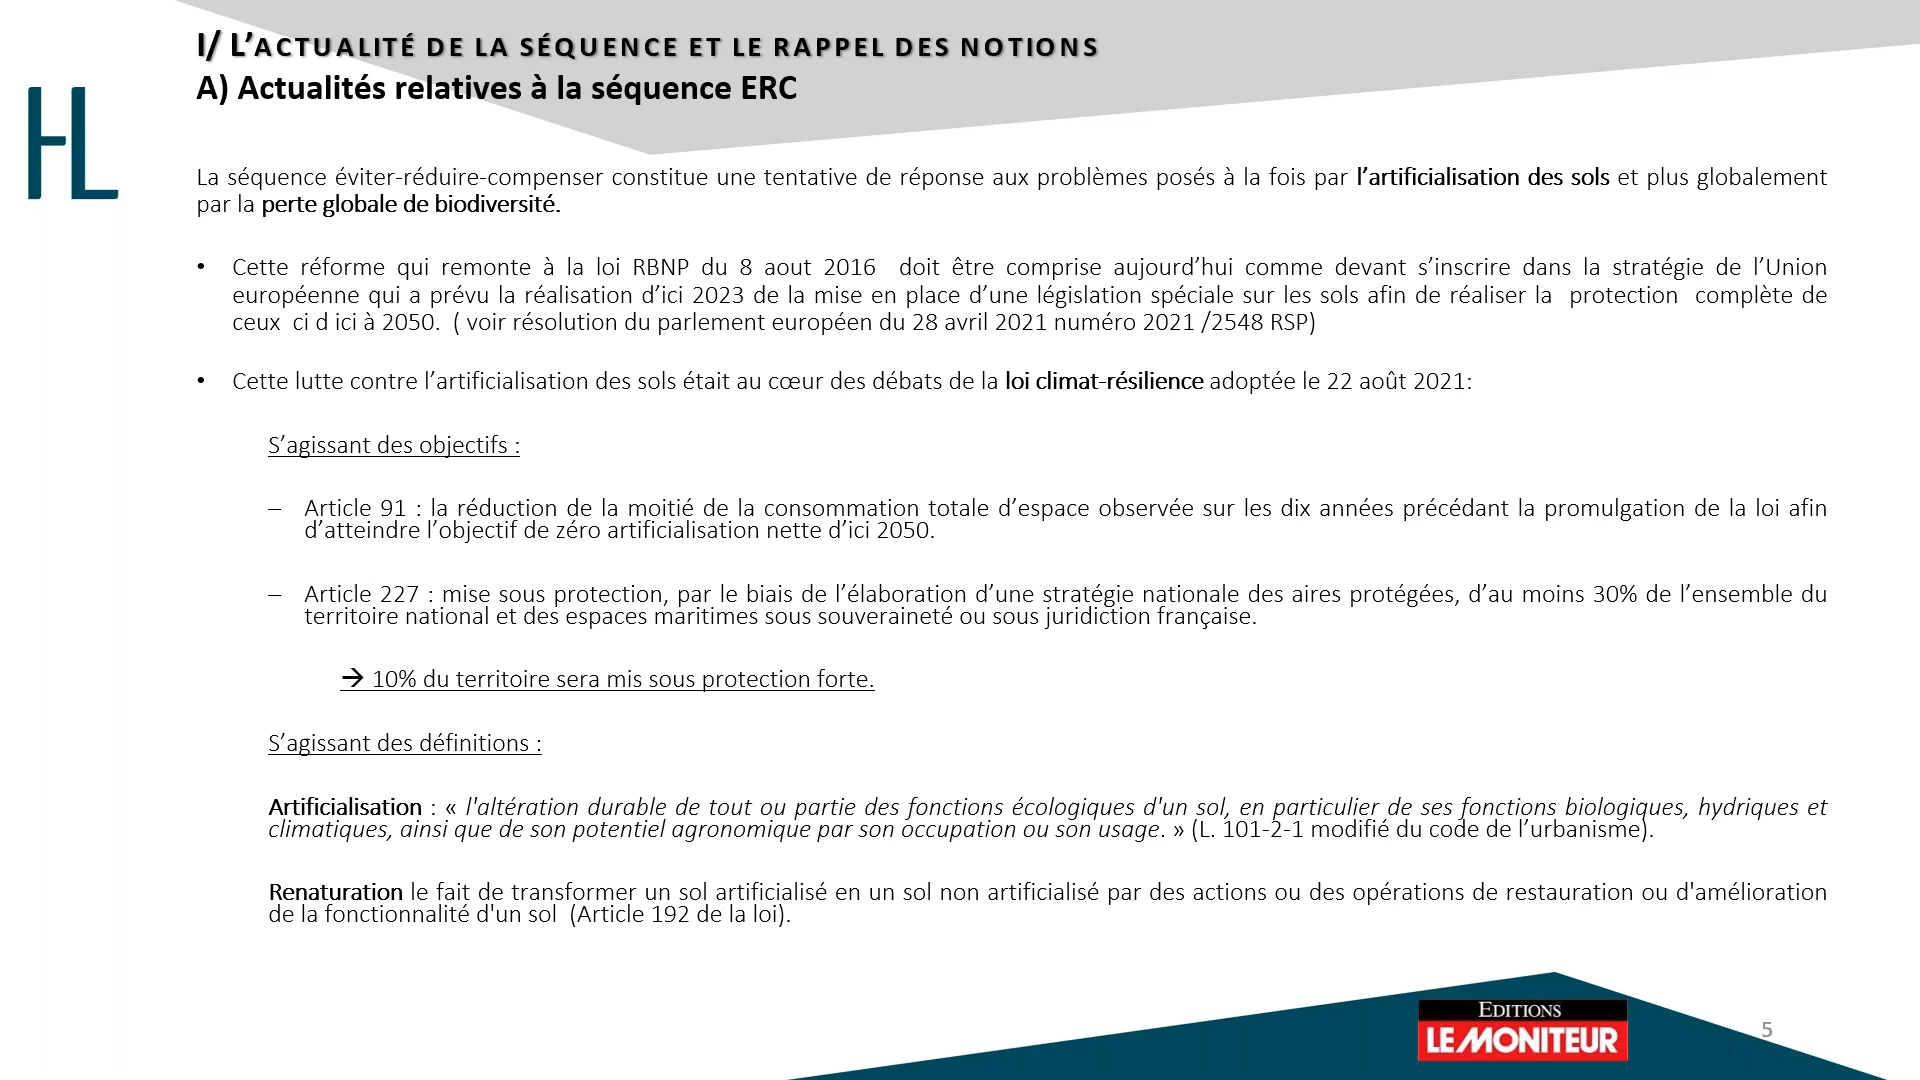 I/ L’ACTUALITÉ DE LA SÉQUENCE ET LE RAPPEL DES NOTIONS
A) Actualités relatives à la séquence ERC
HL
La séquence éviter-réduire-compenser constitue une tentative de réponse aux problèmes posés à la fois par l’artificialisation des sols et plus globalement
par la perte globale de biodiversité.
• Cette réforme qui remonte à la loi RBNP du 8 aout 2016 doit être comprise aujourd’hui comme devant s’inscrire dans la stratégie de l’Union
européenne qui a prévu la réalisation d’ici 2023 de la mise en place d’une législation spéciale sur les sols afin de réaliser la protection complète de
ceux ci d ici à 2050. ( voir résolution du parlement européen du 28 avril 2021 numéro 2021 /2548 RSP)
• Cette lutte contre l’artificialisation des sols était au cœur des débats de la loi climat-résilience adoptée le 22 août 2021:
S’agissant des objectifs :
– Article 91 : la réduction de la moitié de la consommation totale d’espace observée sur les dix années précédant la promulgation de la loi afin
d’atteindre l’objectif de zéro artificialisation nette d’ici 2050.
– Article 227 : mise sous protection, par le biais de l’élaboration d’une stratégie nationale des aires protégées, d’au moins 30% de l’ensemble du
territoire national et des espaces maritimes sous souveraineté ou sous juridiction française.
→ 10% du territoire sera mis sous protection forte.
S’agissant des définitions :
Artificialisation : « l'altération durable de tout ou partie des fonctions écologiques d'un sol, en particulier de ses fonctions biologiques, hydriques et
climatiques, ainsi que de son potentiel agronomique par son occupation ou son usage. » (L. 101-2-1 modifié du code de l’urbanisme).
Renaturation le fait de transformer un sol artificialisé en un sol non artificialisé par des actions ou des opérations de restauration ou d'amélioration
de la fonctionnalité d'un sol (Article 192 de la loi).
EDITIONS
LE MONITEUR
5